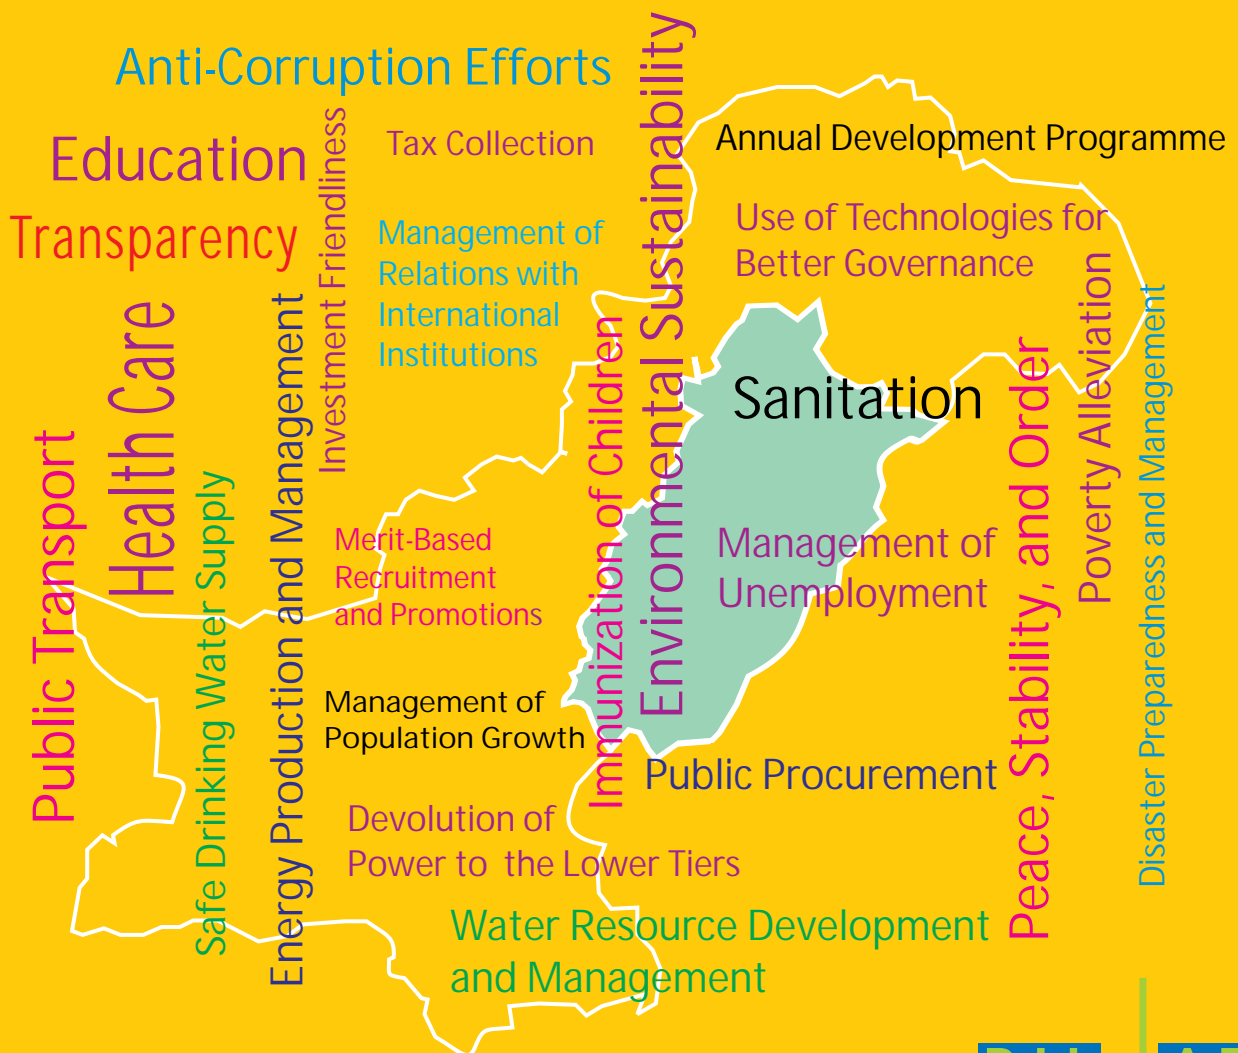 Anti-Corruption Efforts
Education
Transparency
Investment Friendliness
Tax Collection
Management of
Relations with
International
Institutions
Environmental Sustainability
Annual Development Programme
Use of Technologies for
Better Governance
Health Care
Public Transport
Safe Drinking Water Supply
Energy Production and Management
Merit-Based
Recruitment
and Promotions
Immunization of Children
Sanitation
Management of
Unemployment
Peace, Stability, and Order
Poverty Alleviation
Disaster Preparedness and Management
Management of
Population Growth
Public Procurement
Devolution of
Power to the Lower Tiers
Water Resource Development
and Management